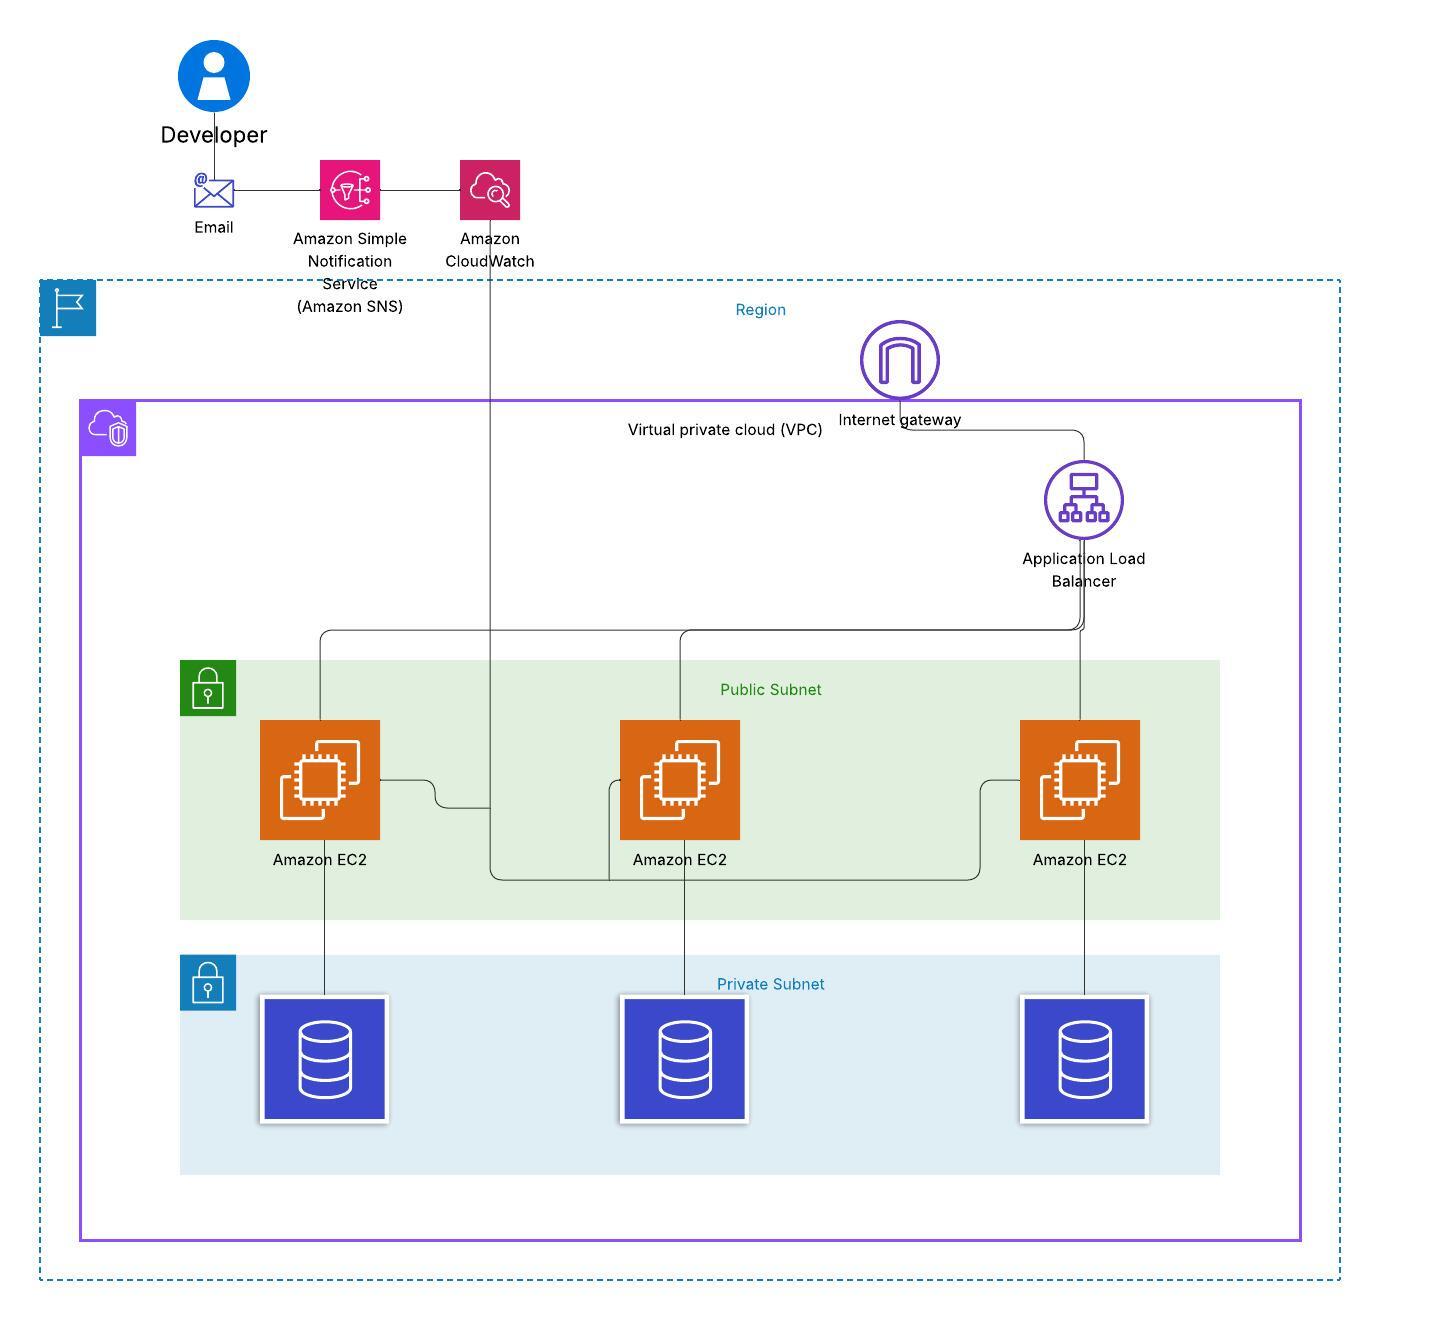 Developer
@
Email
Amazon Simple
Notification
Service
(Amazon SNS)
Amazon
CloudWatch
Region
Internet gateway
Virtual private cloud (VPC)
Application Load
Balancer
Public Subnet
Amazon EC2
Amazon EC2
Amazon EC2
Private Subnet